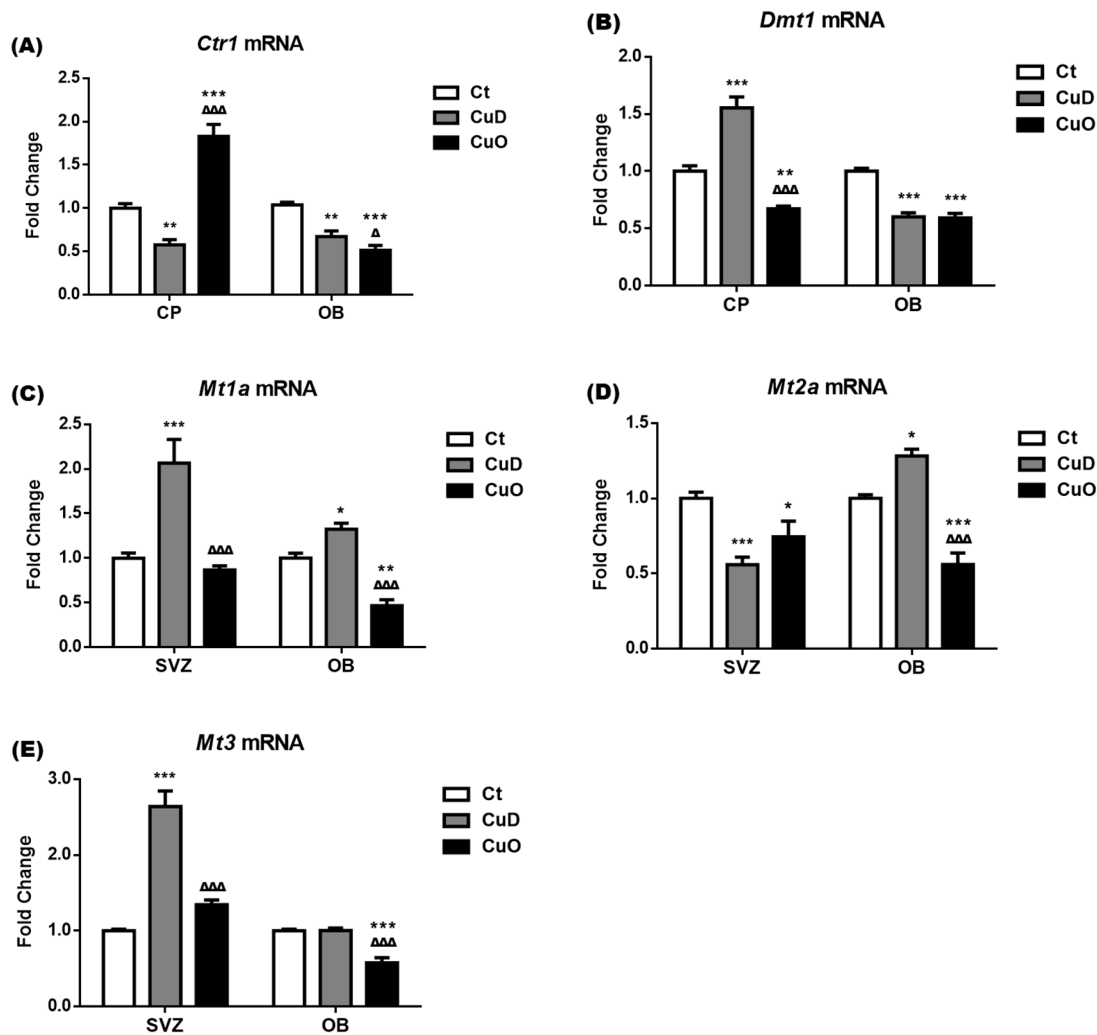 (A)
Ctr1 mRNA
Fold Change
2.5
2.0
1.5
1.0
0.5
0.0
***
ΔΔΔ
**
**
***
Δ
CP OB
Ct
CuD
CuO
(B)
Dmt1 mRNA
Fold Change
2.0
1.5
1.0
0.5
0.0
***
**
ΔΔΔ
*** ***
CP OB
Ct
CuD
CuO
(C)
Mt1a mRNA
Fold Change
2.5
2.0
1.5
1.0
0.5
0.0
***
ΔΔΔ
*
**
ΔΔΔ
SVZ OB
Ct
CuD
CuO
(D)
Mt2a mRNA
Fold Change
1.5
1.0
0.5
0.0
***
*
*
***
ΔΔΔ
SVZ OB
Ct
CuD
CuO
(E)
Mt3 mRNA
Fold Change
3.0
2.0
1.0
0.0
***
ΔΔΔ
***
ΔΔΔ
SVZ OB
Ct
CuD
CuO